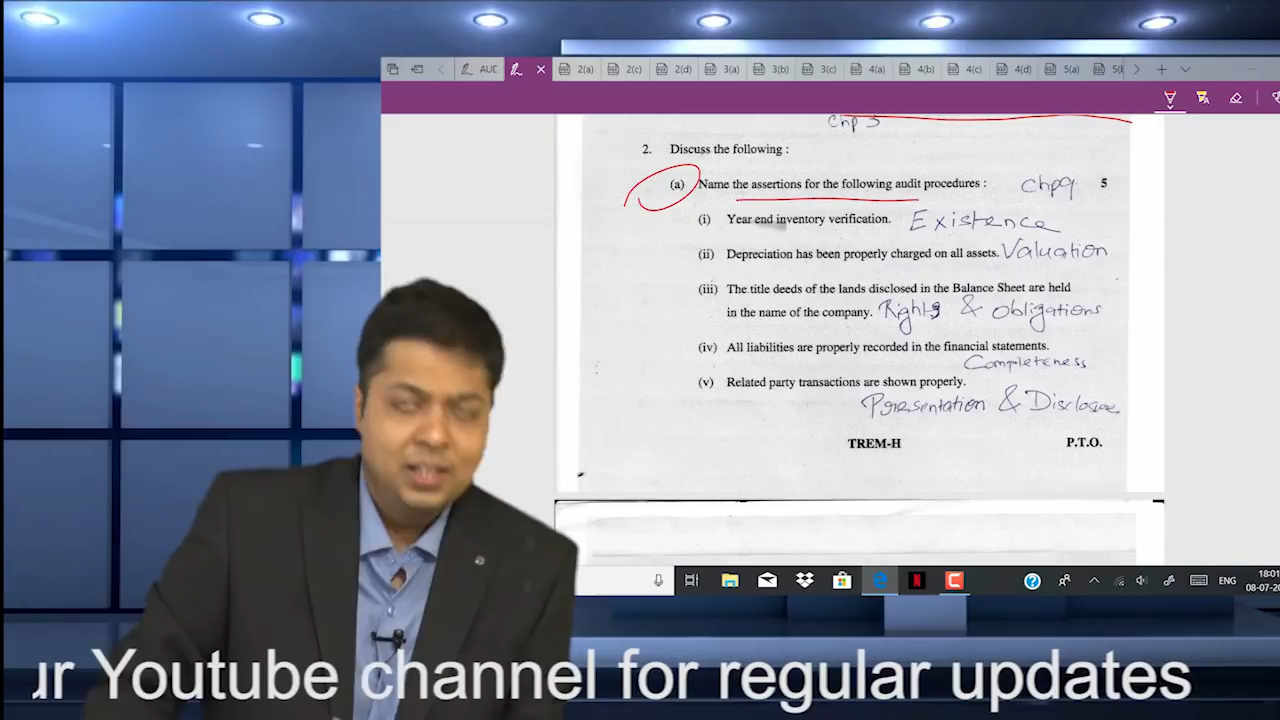 AUD
2(a) 2(c) 2(d) 3(a) 3(b) 3(c) 4(a) 4(b) 4(c) 4(d) 5(a) 5(b
Chp 3
2. Discuss the following :
(a) Name the assertions for the following audit procedures : Chp9 5
(i) Year end inventory verification. Existence
(ii) Depreciation has been properly charged on all assets. Valuation
(iii) The title deeds of the lands disclosed in the Balance Sheet are held
in the name of the company. Rights & Obligations
(iv) All liabilities are properly recorded in the financial statements.
Completeness
(v) Related party transactions are shown properly.
Presentation & Disclosure
TREM-H P.T.O.
ENG 18:01
08-07-20
ur Youtube channel for regular updates